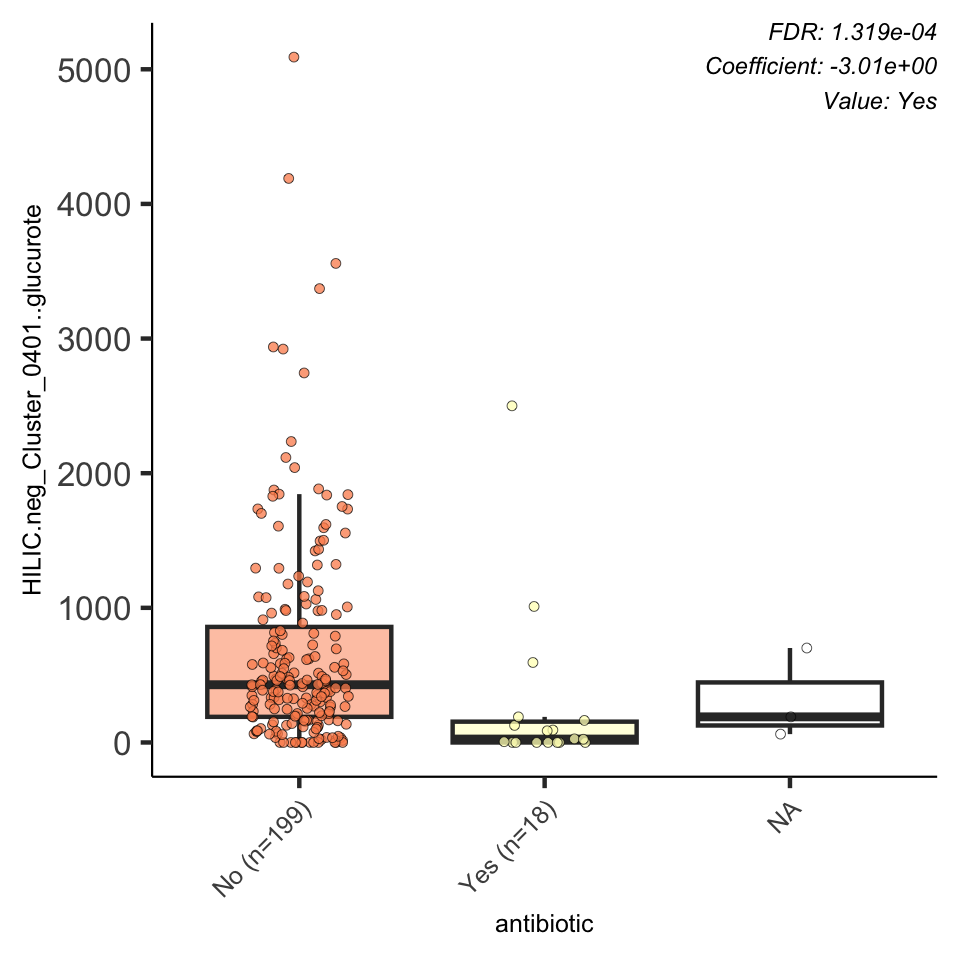 FDR: 1.319e-04
Coefficient: -3.01e+00
Value: Yes
HILIC.neg_Cluster_0401..glucurote
5000
4000
3000
2000
1000
0
No (n=199)
Yes (n=18)
NA
antibiotic